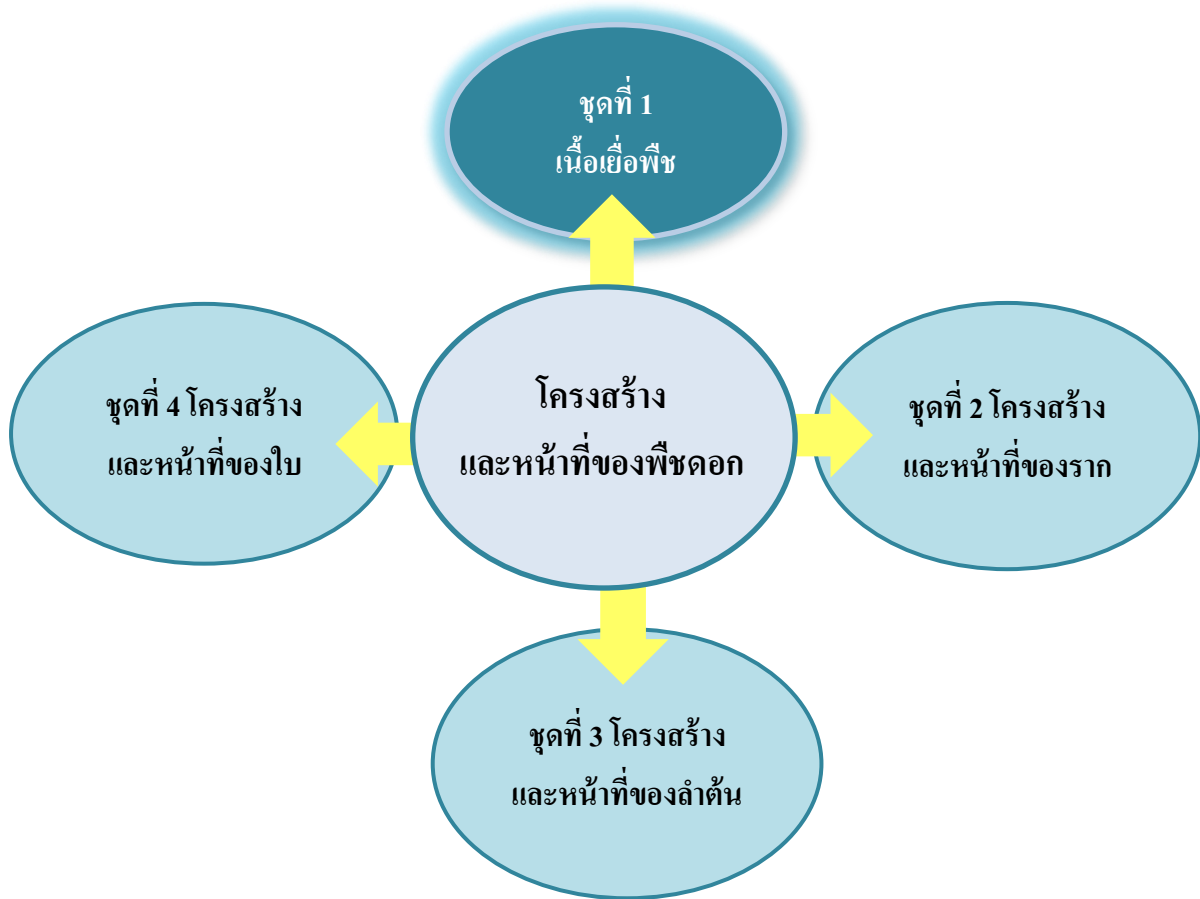 ชุดที่ 1
เนื้อเยื่อพืช
โครงสร้าง
และหน้าที่ของพืชดอก
ชุดที่ 4 โครงสร้าง
และหน้าที่ของใบ
ชุดที่ 2 โครงสร้าง
และหน้าที่ของราก
ชุดที่ 3 โครงสร้าง
และหน้าที่ของลำต้น